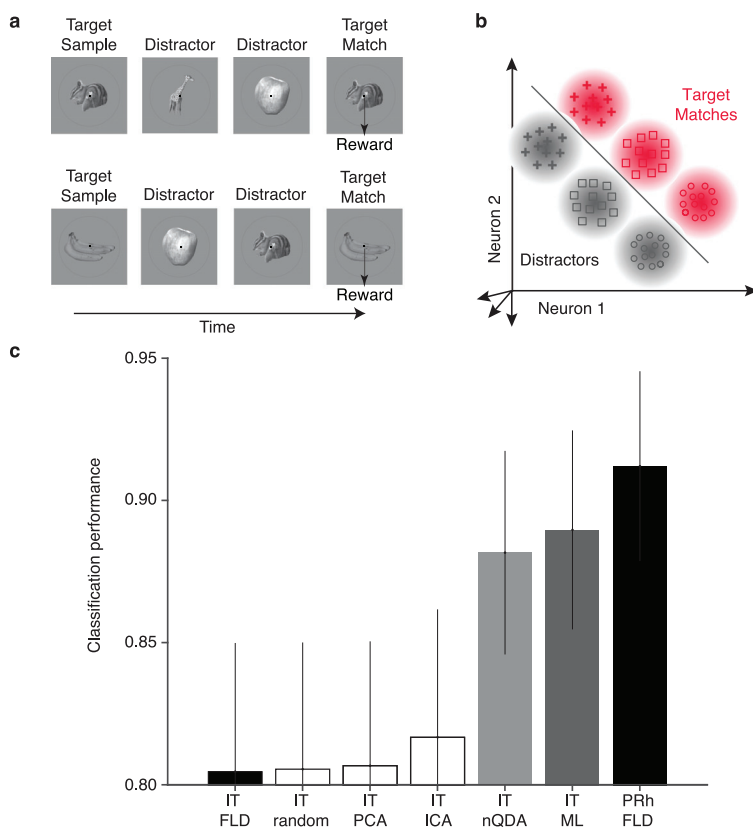 a
Target Sample
Distractor
Distractor
Target Match
Reward
Target Sample
Distractor
Distractor
Target Match
Reward
Time
b
Target Matches
Distractors
Neuron 2
Neuron 1
c
Classification performance
0.95
0.90
0.85
0.80
IT FLD
IT random
IT PCA
IT ICA
IT nQDA
IT ML
PRh FLD